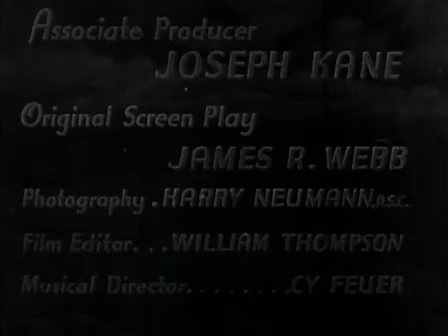 Associate Producer
JOSEPH KANE
Original Screen Play
JAMES R. WEBB
Photography . HARRY NEUMANN, A.S.C.
Film Editor. . . WILLIAM THOMPSON
Musical Director. . . . . . . . CY FEUER